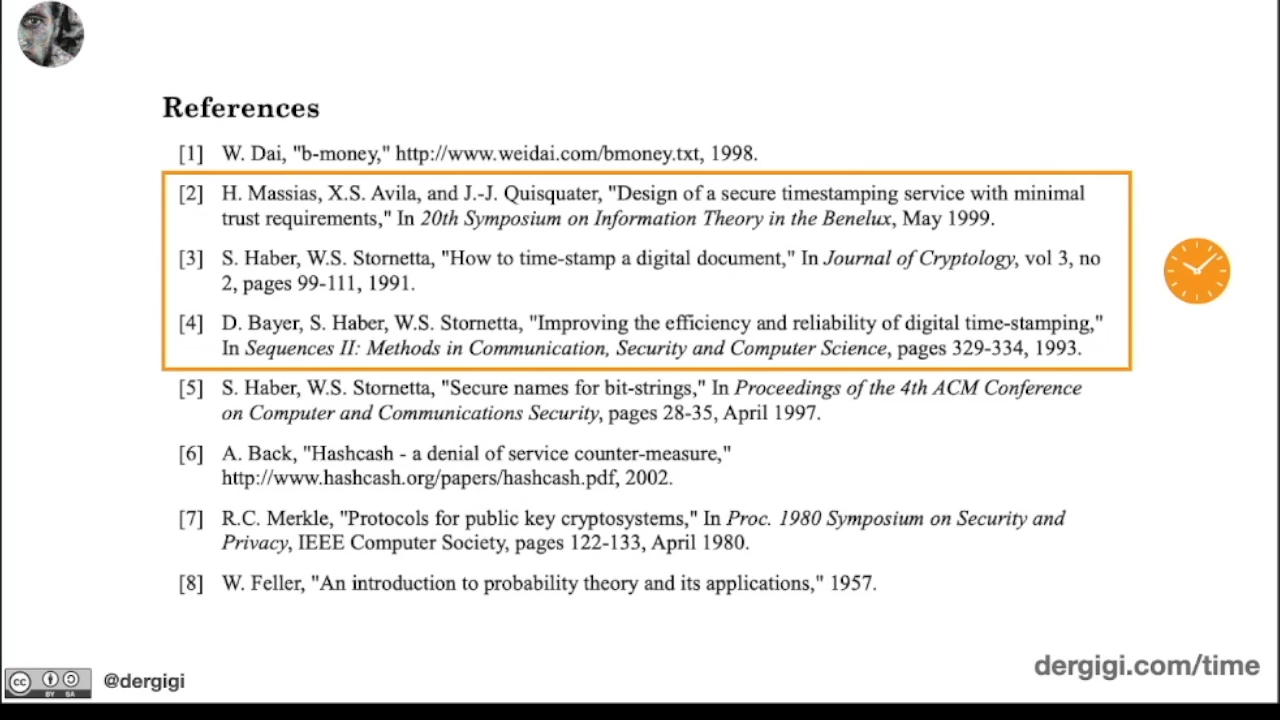 References
[1] W. Dai, "b-money," http://www.weidai.com/bmoney.txt, 1998.
[2] H. Massias, X.S. Avila, and J.-J. Quisquater, "Design of a secure timestamping service with minimal
trust requirements," In 20th Symposium on Information Theory in the Benelux, May 1999.
[3] S. Haber, W.S. Stornetta, "How to time-stamp a digital document," In Journal of Cryptology, vol 3, no
2, pages 99-111, 1991.
[4] D. Bayer, S. Haber, W.S. Stornetta, "Improving the efficiency and reliability of digital time-stamping,"
In Sequences II: Methods in Communication, Security and Computer Science, pages 329-334, 1993.
[5] S. Haber, W.S. Stornetta, "Secure names for bit-strings," In Proceedings of the 4th ACM Conference
on Computer and Communications Security, pages 28-35, April 1997.
[6] A. Back, "Hashcash - a denial of service counter-measure,"
http://www.hashcash.org/papers/hashcash.pdf, 2002.
[7] R.C. Merkle, "Protocols for public key cryptosystems," In Proc. 1980 Symposium on Security and
Privacy, IEEE Computer Society, pages 122-133, April 1980.
[8] W. Feller, "An introduction to probability theory and its applications," 1957.
dergigi.com/time
cc BY SA
@dergigi